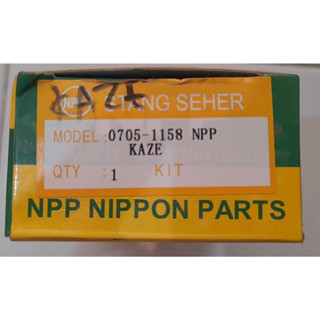 KAZE
NPP STANG SEHER
MODEL :0705-1158 NPP
KAZE
QTY : 1 KIT
NPP NIPPON PARTS